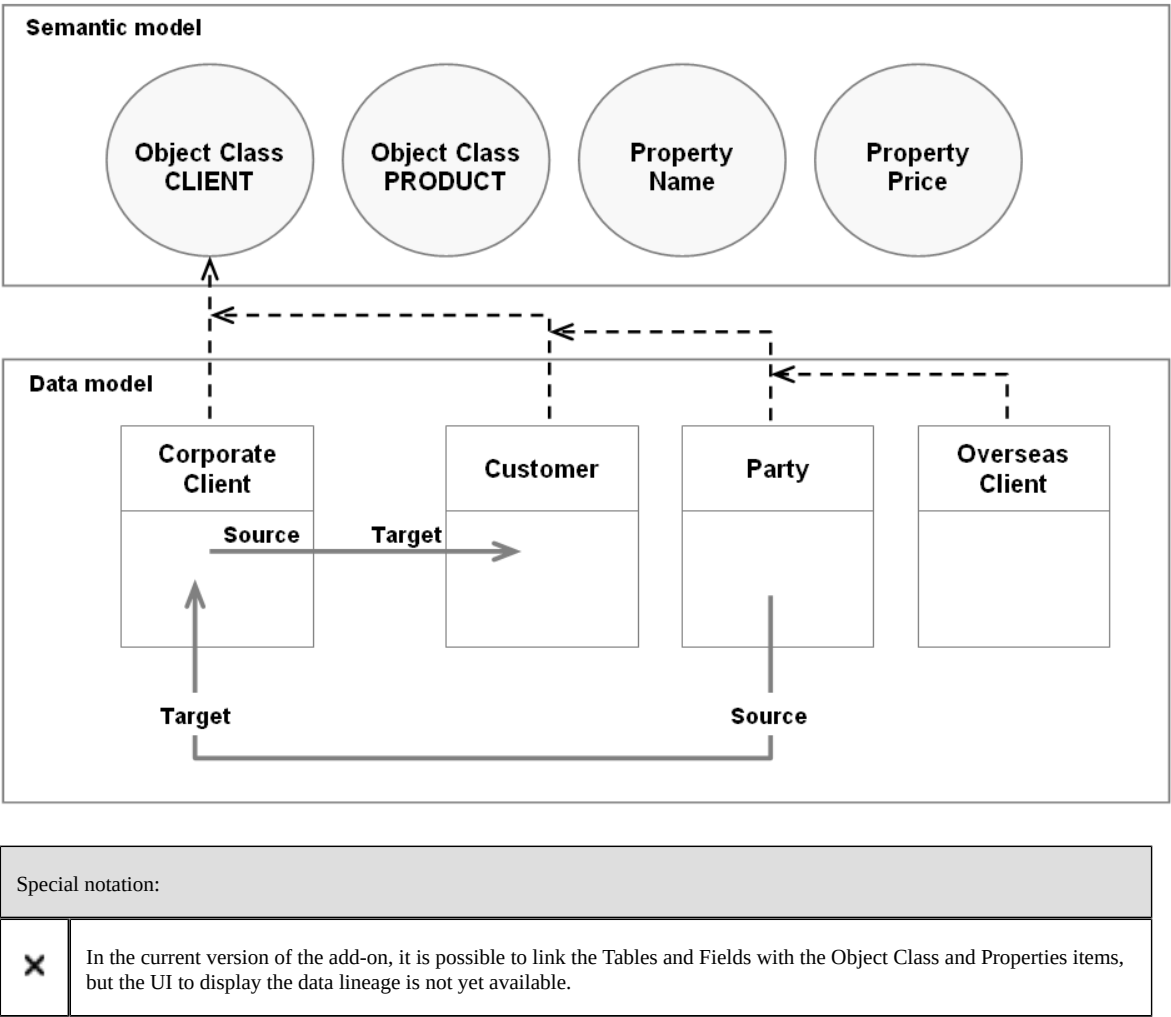 Semantic model
Object Class
CLIENT
Object Class
PRODUCT
Property
Name
Property
Price
Data model
Corporate
Client
Customer
Party
Overseas
Client
Source
Target
Target
Source
Special notation:
In the current version of the add-on, it is possible to link the Tables and Fields with the Object Class and Properties items,
but the UI to display the data lineage is not yet available.